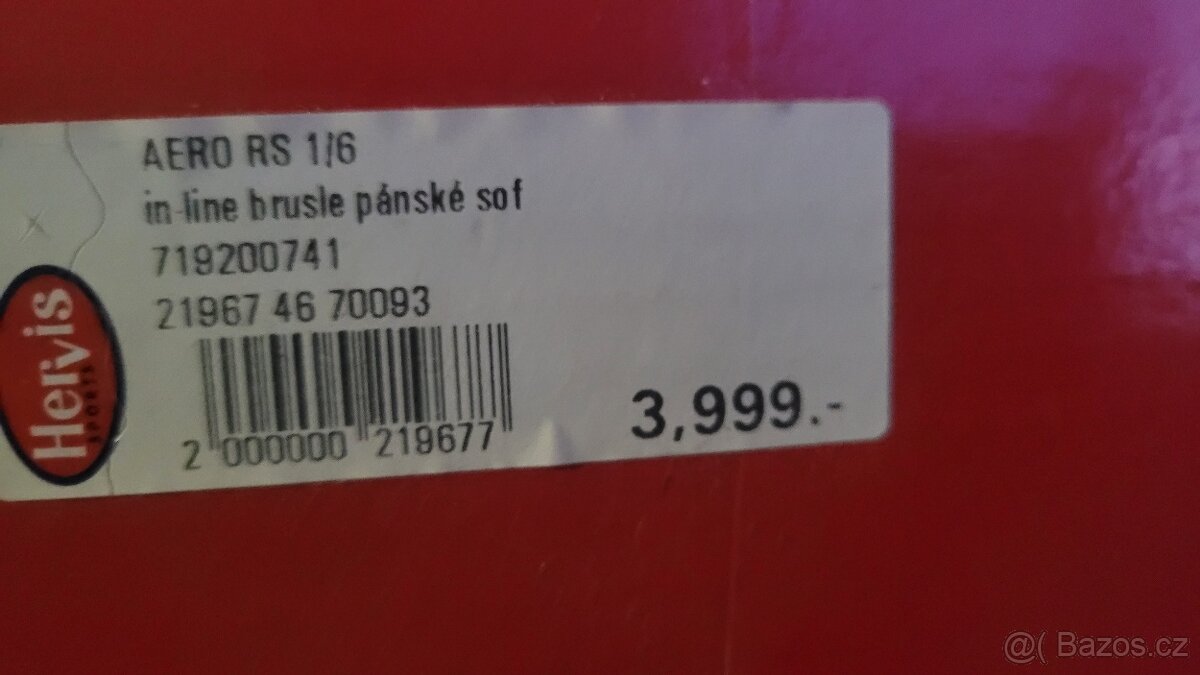 AERO RS 1/6
in-line brusle pánské sof
719200741
21967 46 70093
2 000000 219677
3,999.-
Hervis
SPORTS
@( Bazos.cz